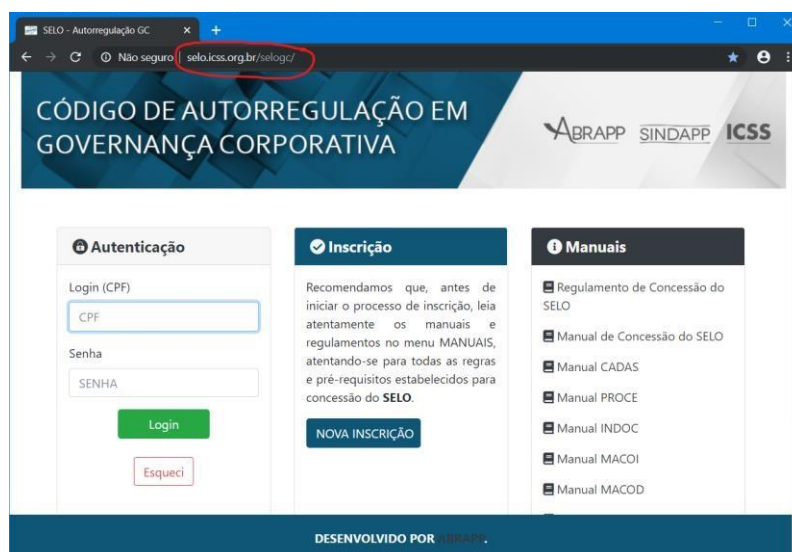 SELO - Autorregulação GC
Não seguro | selo.icss.org.br/selogc/
CÓDIGO DE AUTORREGULAÇÃO EM
GOVERNANÇA CORPORATIVA
ABRAPP SINDAPP ICSS
Autenticação
Login (CPF)
CPF
Senha
SENHA
Login
Esqueci
Inscrição
Recomendamos que, antes de
iniciar o processo de inscrição, leia
atentamente os manuais e
regulamentos no menu MANUAIS,
atentando-se para todas as regras
e pré-requisitos estabelecidos para
concessão do SELO.
NOVA INSCRIÇÃO
Manuais
Regulamento de Concessão do
SELO
Manual de Concessão do SELO
Manual CADAS
Manual PROCE
Manual INDOC
Manual MACOI
Manual MACOD
DESENVOLVIDO POR ABRAPP.